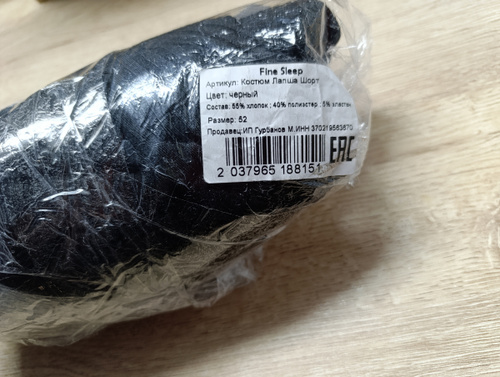 Fine Sleep
Артикул: Костюм Лапша Шорт
Цвет: черный
Состав: 55% хлопок ; 40% полиэстер ; 5% эластан
Размер: 52
Продавец:ИП Гурбанов М.ИНН 370219563670
EAC
2 037965 188151